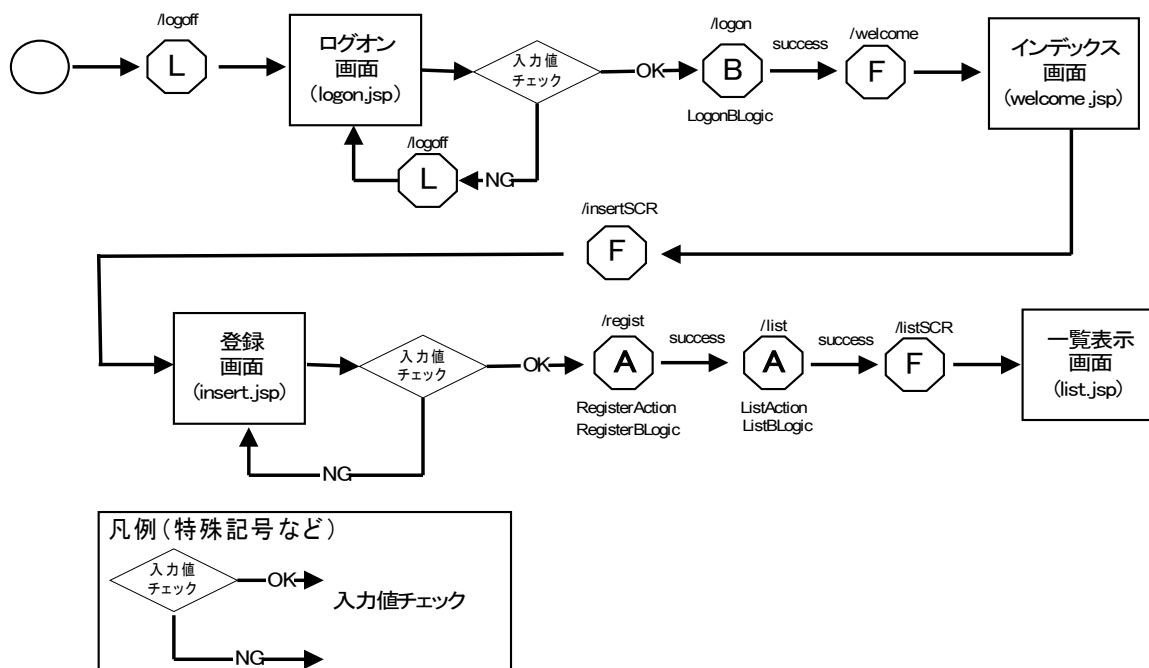 /logoff
L
ログオン
画面
(logon.jsp)
入力値
チェック
OK
/logon
B
LogonBLogic
success
/welcome
F
インデックス
画面
(welcome.jsp)
NG
/logoff
L
/insertSCR
F
登録
画面
(insert.jsp)
入力値
チェック
OK
NG
/regist
A
RegisterAction
RegisterBLogic
success
/list
A
ListAction
ListBLogic
success
/listSCR
F
一覧表示
画面
(list.jsp)
凡例(特殊記号など)
入力値
チェック
OK
NG
入力値チェック